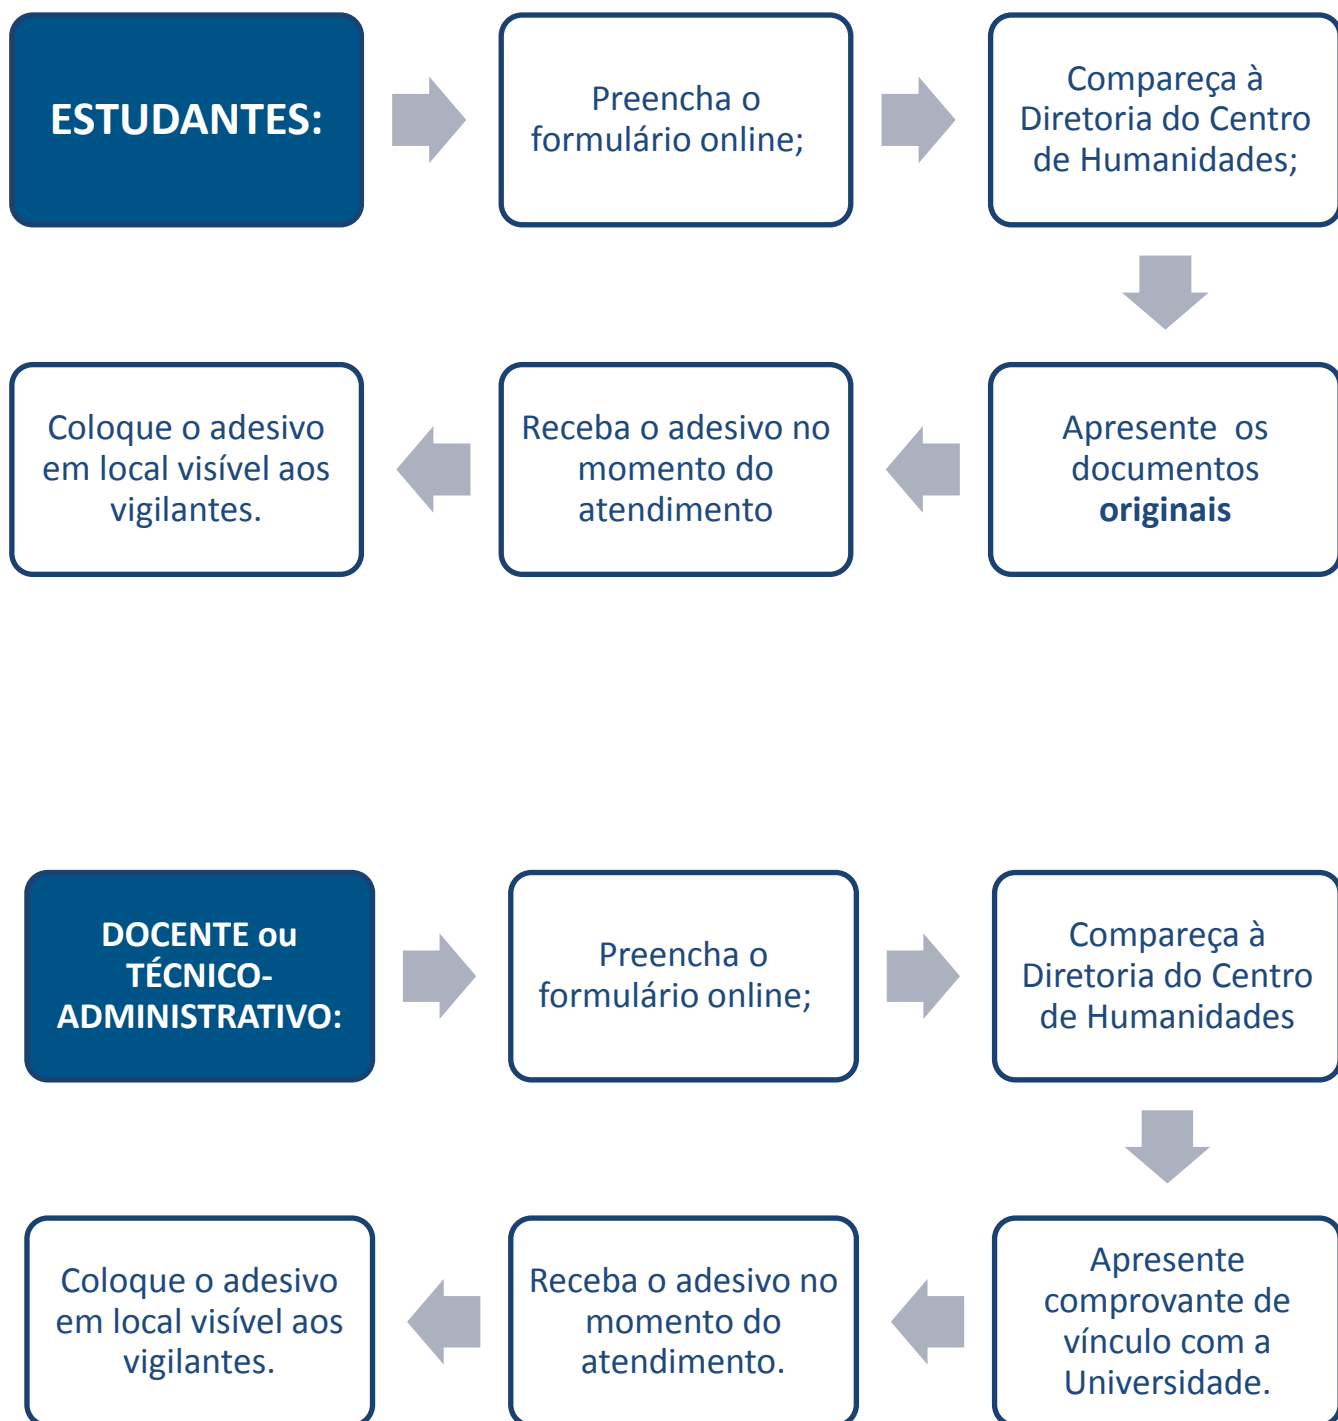 ESTUDANTES:
Preencha o
formulário online;
Compareça à
Diretoria do Centro
de Humanidades;
Apresente  os
documentos
originais
Receba o adesivo no
momento do
atendimento
Coloque o adesivo
em local visível aos
vigilantes.
DOCENTE ou
TÉCNICO-
ADMINISTRATIVO:
Preencha o
formulário online;
Compareça à
Diretoria do Centro
de Humanidades
Apresente
comprovante de
vínculo com a
Universidade.
Receba o adesivo no
momento do
atendimento.
Coloque o adesivo
em local visível aos
vigilantes.